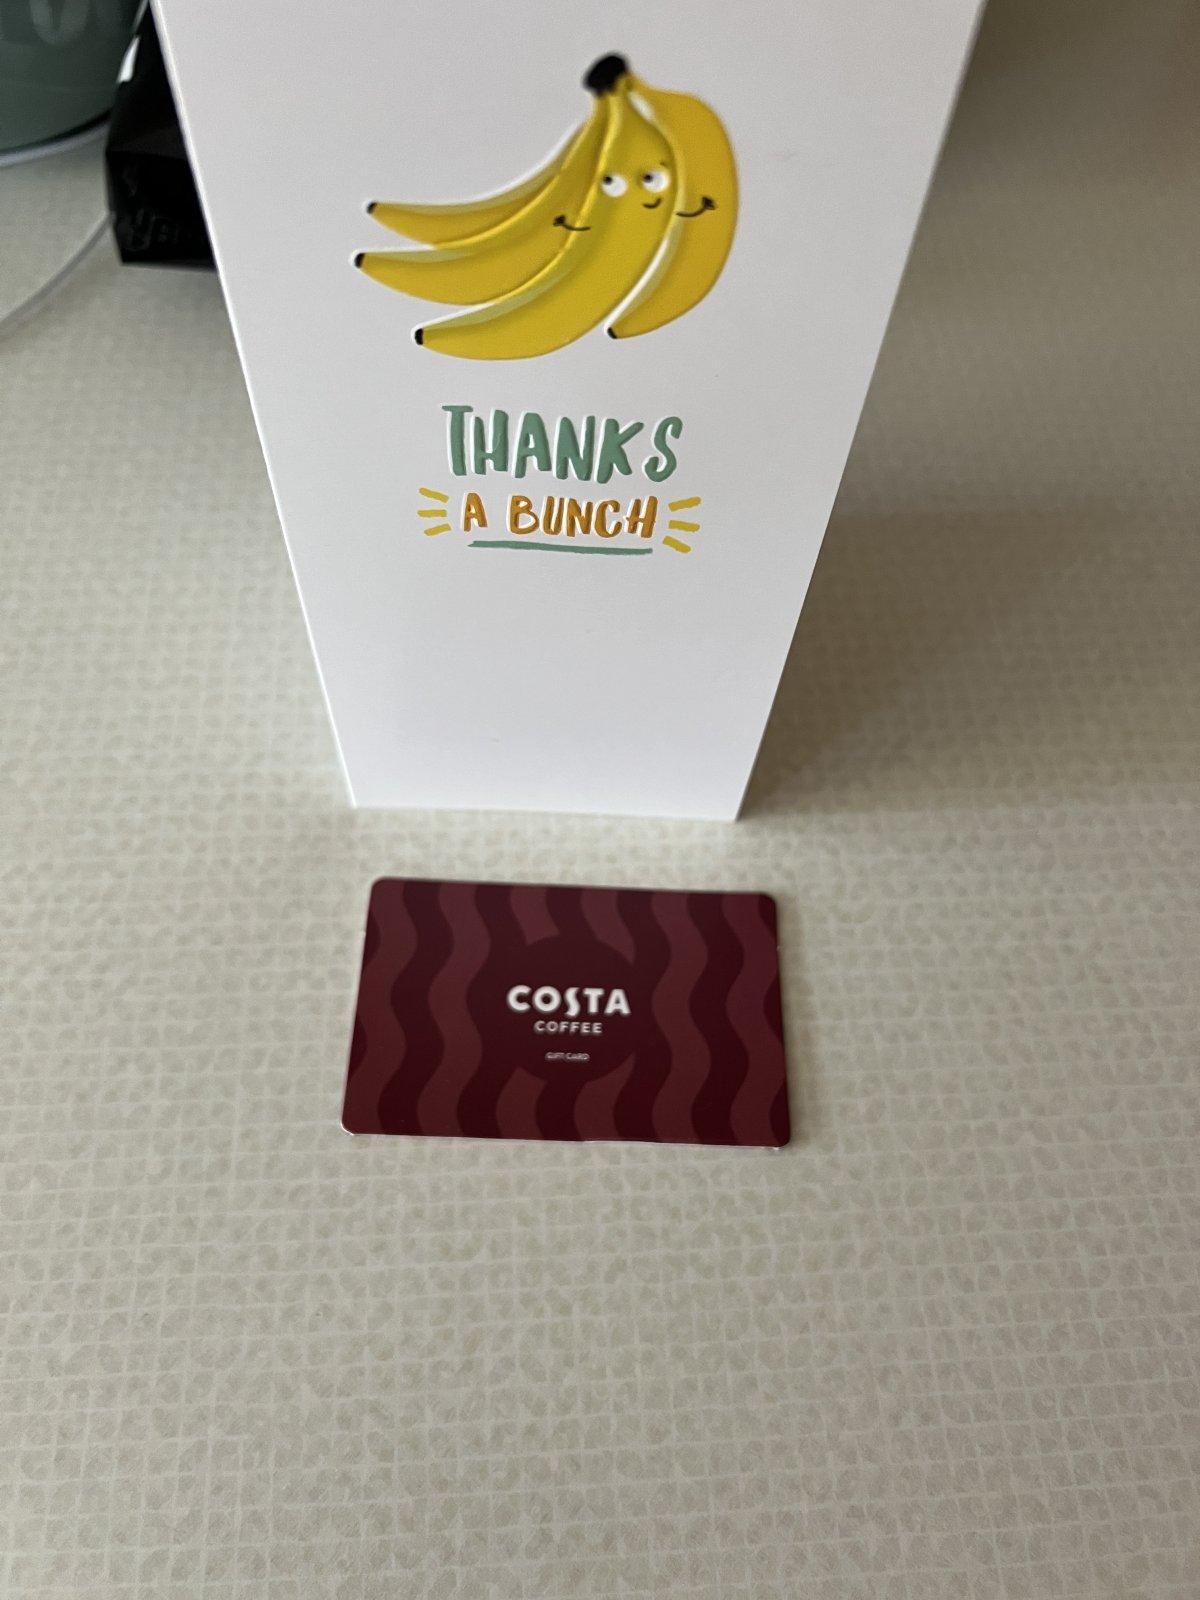 THANKS
A BUNCH
COSTA
COFFEE
GIFT CARD